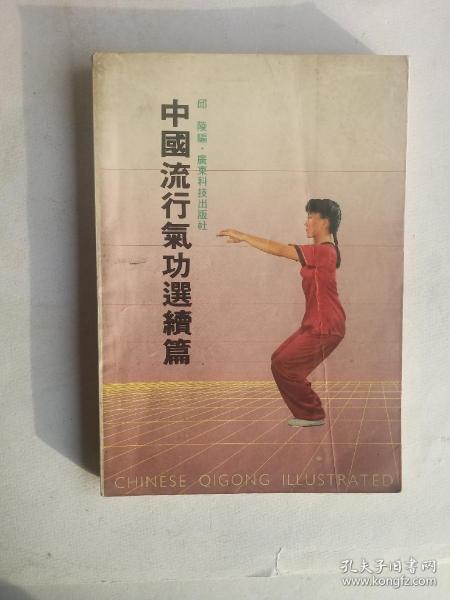 中國流行氣功選續篇
邱陵編·廣東科技出版社
CHINESE QIGONG ILLUSTRATED
孔夫子旧书网
www.kongfz.com